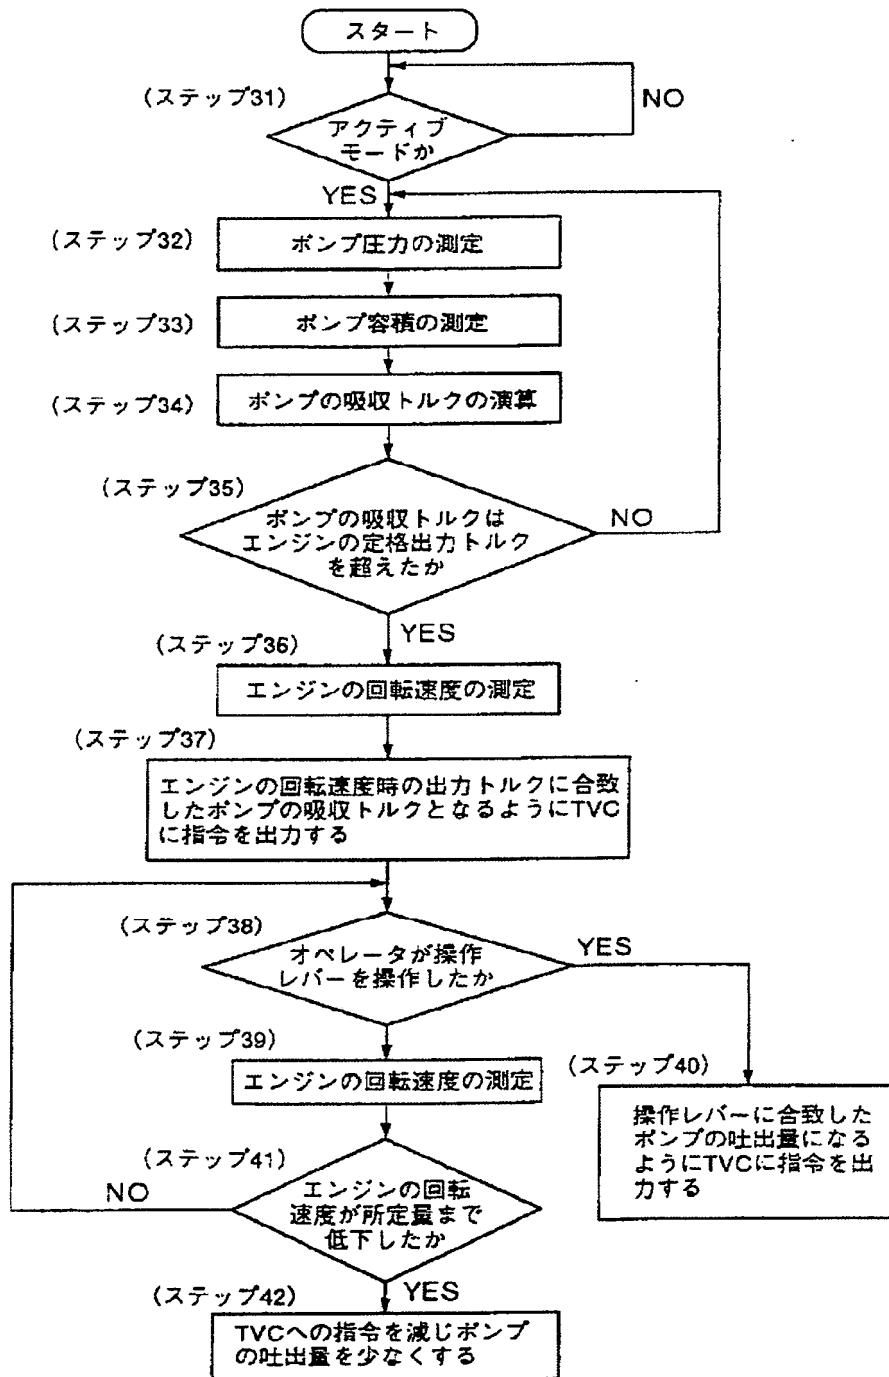 スタート
(ステップ31)
NO
アクティブ
モードか
YES
(ステップ32)
ポンプ圧力の測定
(ステップ33)
ポンプ容積の測定
(ステップ34)
ポンプの吸収トルクの演算
(ステップ35)
ポンプの吸収トルクは
エンジンの定格出力トルク
を超えたか
NO
YES
(ステップ36)
エンジンの回転速度の測定
(ステップ37)
エンジンの回転速度時の出力トルクに合致
したポンプの吸収トルクとなるようにTVC
に指令を出力する
(ステップ38)
オペレータが操作
レバーを操作したか
YES
(ステップ39)
エンジンの回転速度の測定
(ステップ40)
操作レバーに合致した
ポンプの吐出量になる
ようにTVCに指令を出
力する
(ステップ41)
NO
エンジンの回転
速度が所定量まで
低下したか
YES
(ステップ42)
TVCへの指令を減じポンプ
の吐出量を少なくする